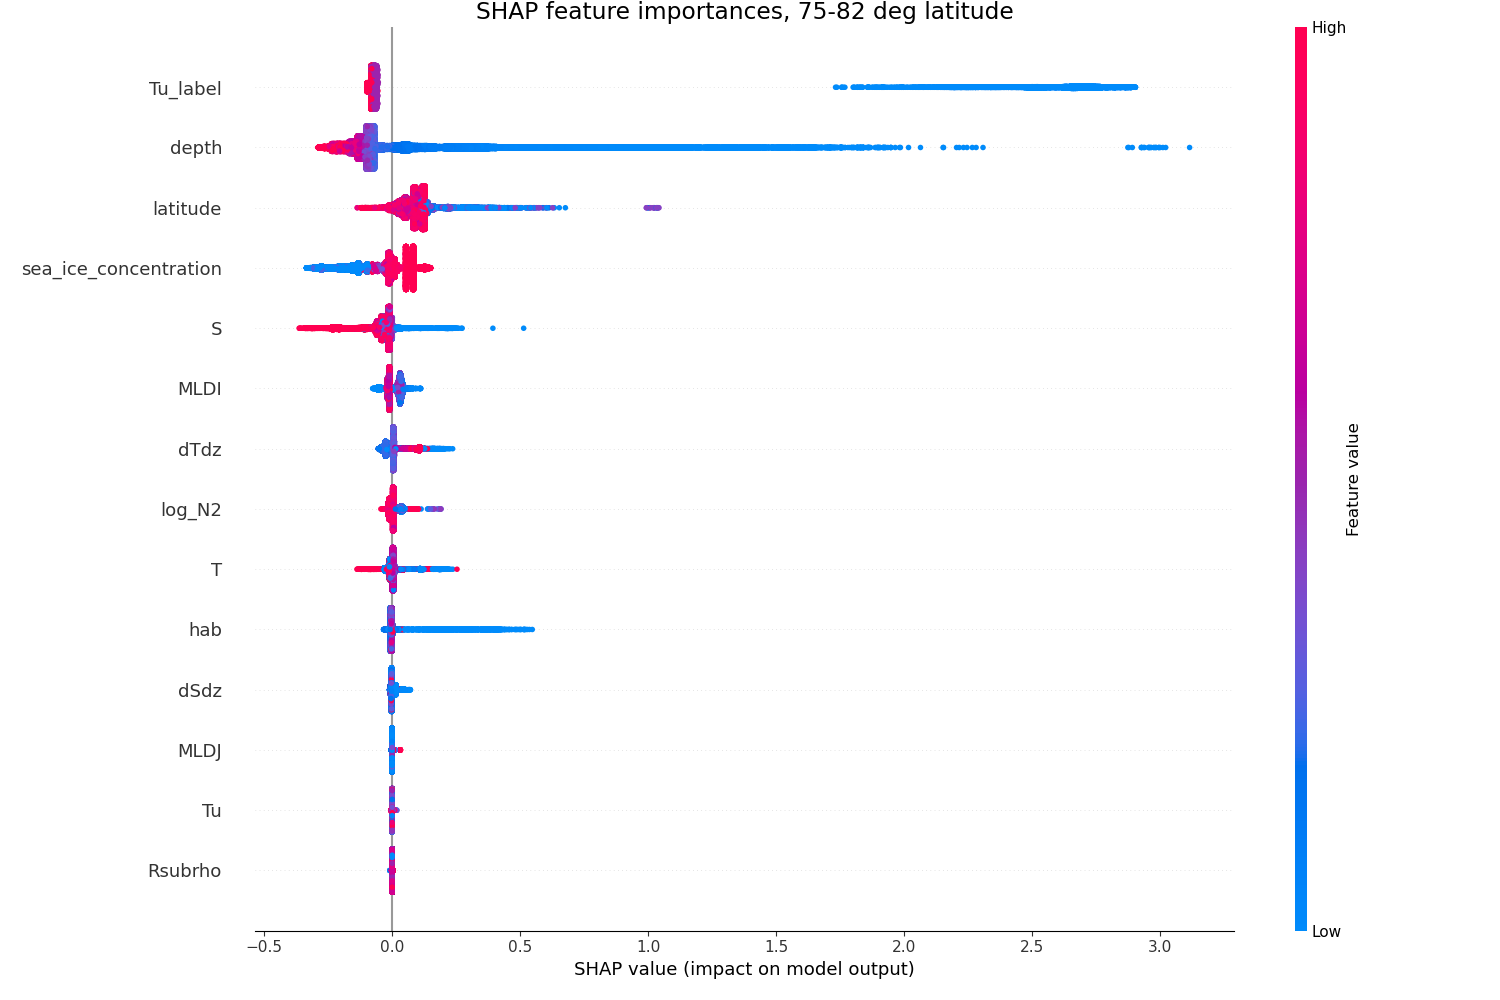 SHAP feature importances, 75-82 deg latitude
High
Tu_label
depth
latitude
sea_ice_concentration
S
MLDI
dTdz
log_N2
T
hab
dSdz
MLDJ
Tu
Rsubrho
Feature value
Low
−0.5 0.0 0.5 1.0 1.5 2.0 2.5 3.0
SHAP value (impact on model output)